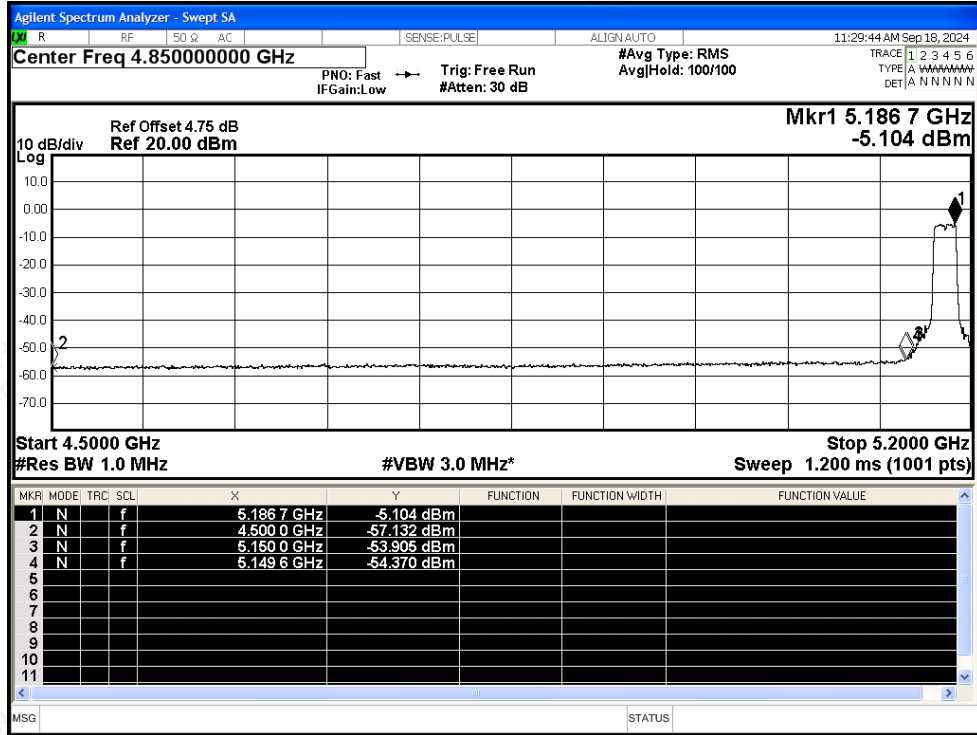 Agilent Spectrum Analyzer - Swept SA
LXI R RF 50 Ω AC SENSE:PULSE ALIGN AUTO 11:29:44 AM Sep 18, 2024
Center Freq 4.850000000 GHz
PNO: Fast
IFGain:Low
Trig: Free Run
#Atten: 30 dB
#Avg Type: RMS
Avg|Hold: 100/100
TRACE 1 2 3 4 5 6
TYPE A
DET A N N N N N
Mkr1 5.186 7 GHz
-5.104 dBm
Ref Offset 4.75 dB
10 dB/div Ref 20.00 dBm
Log
10.0
0.00
-10.0
-20.0
-30.0
-40.0
-50.0
-60.0
-70.0
1
2
Start 4.5000 GHz Stop 5.2000 GHz
#Res BW 1.0 MHz #VBW 3.0 MHz* Sweep 1.200 ms (1001 pts)
MKR MODE TRC SCL X Y FUNCTION FUNCTION WIDTH FUNCTION VALUE
1 N f 5.186 7 GHz -5.104 dBm
2 N f 4.500 0 GHz -57.132 dBm
3 N f 5.150 0 GHz -53.905 dBm
4 N f 5.149 6 GHz -54.370 dBm
5
6
7
8
9
10
11
MSG STATUS